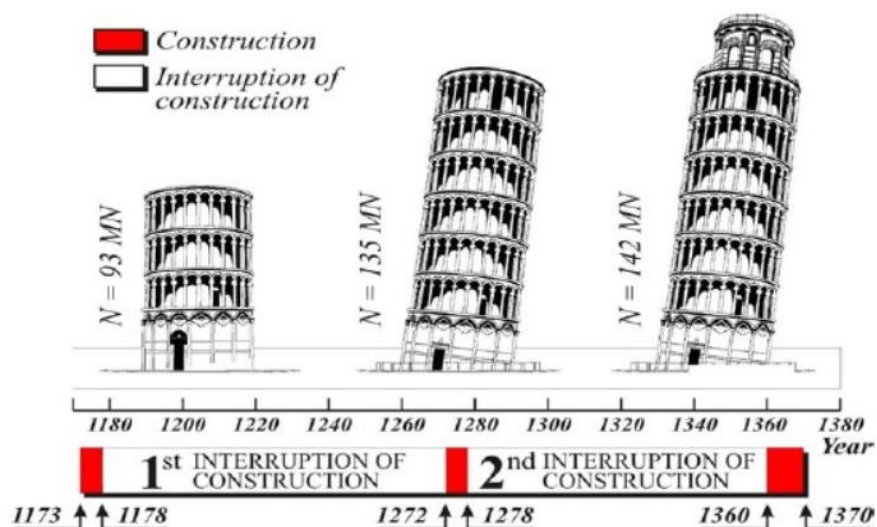 Construction
Interruption of
construction
N = 93 MN
N = 135 MN
N = 142 MN
1180 1200 1220 1240 1260 1280 1300 1320 1340 1360 1380
Year
1st INTERRUPTION OF
CONSTRUCTION
2nd INTERRUPTION OF
CONSTRUCTION
1173 1178 1272 1278 1360 1370